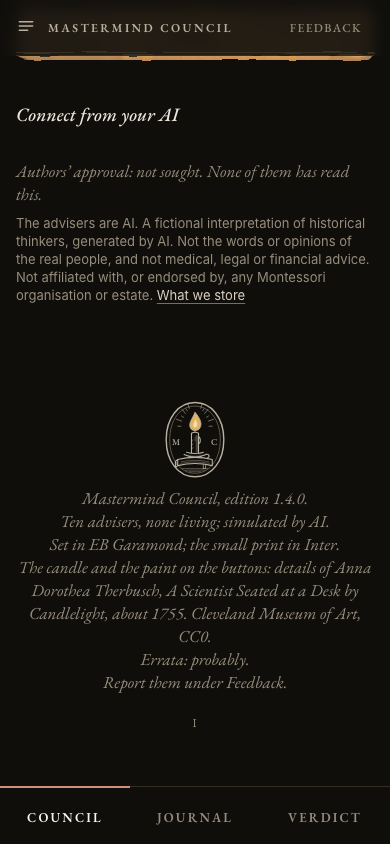 MASTERMIND COUNCIL
FEEDBACK
Connect from your AI
Authors’ approval: not sought. None of them has read
this.
The advisers are AI. A fictional interpretation of historical
thinkers, generated by AI. Not the words or opinions of
the real people, and not medical, legal or financial advice.
Not affiliated with, or endorsed by, any Montessori
organisation or estate. What we store
M C
Mastermind Council, edition 1.4.0.
Ten advisers, none living; simulated by AI.
Set in EB Garamond; the small print in Inter.
The candle and the paint on the buttons: details of Anna
Dorothea Therbusch, A Scientist Seated at a Desk by
Candlelight, about 1755. Cleveland Museum of Art,
CC0.
Errata: probably.
Report them under Feedback.
I
COUNCIL
JOURNAL
VERDICT